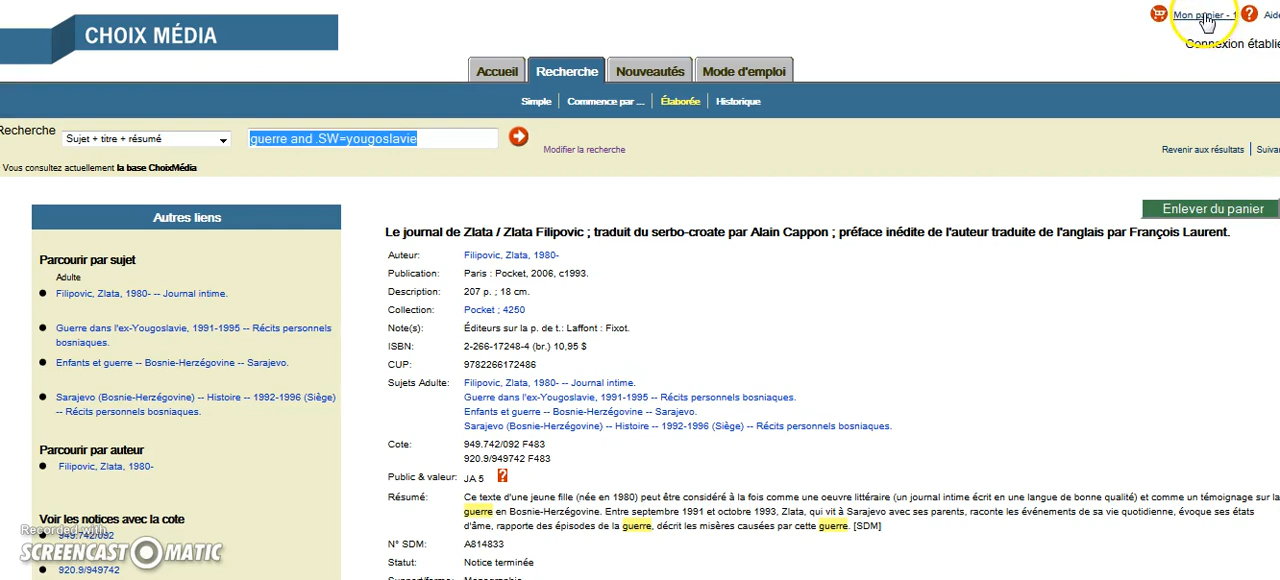 Mon panier - 1
Aide
CHOIX MÉDIA
Connexion établie
Accueil
Recherche
Nouveautés
Mode d'emploi
Simple
Commence par ...
Élaborée
Historique
Recherche
Sujet + titre + résumé
guerre and .SW=yougoslavie
Modifier la recherche
Revenir aux résultats
Suivan
Vous consultez actuellement la base ChoixMédia
Autres liens
Parcourir par sujet
Adulte
Filipovic, Zlata, 1980- -- Journal intime.
Guerre dans l'ex-Yougoslavie, 1991-1995 -- Récits personnels
bosniaques.
Enfants et guerre -- Bosnie-Herzégovine -- Sarajevo.
Sarajevo (Bosnie-Herzégovine) -- Histoire -- 1992-1996 (Siège)
-- Récits personnels bosniaques.
Parcourir par auteur
Filipovic, Zlata, 1980-
Voir les notices avec la cote
949.742/092
920.9/949742
Recorded with
SCREENCAST MATIC
Enlever du panier
Le journal de Zlata / Zlata Filipovic ; traduit du serbo-croate par Alain Cappon ; préface inédite de l'auteur traduite de l'anglais par François Laurent.
Auteur: Filipovic, Zlata, 1980-
Publication: Paris : Pocket, 2006, c1993.
Description: 207 p. ; 18 cm.
Collection: Pocket ; 4250
Note(s): Éditeurs sur la p. de t.: Laffont : Fixot.
ISBN: 2-266-17248-4 (br.) 10,95 $
CUP: 9782266172486
Sujets Adulte: Filipovic, Zlata, 1980- -- Journal intime.
Guerre dans l'ex-Yougoslavie, 1991-1995 -- Récits personnels bosniaques.
Enfants et guerre -- Bosnie-Herzégovine -- Sarajevo.
Sarajevo (Bosnie-Herzégovine) -- Histoire -- 1992-1996 (Siège) -- Récits personnels bosniaques.
Cote: 949.742/092 F483
920.9/949742 F483
Public & valeur: JA 5 ?
Résumé: Ce texte d'une jeune fille (née en 1980) peut être considéré à la fois comme une oeuvre littéraire (un journal intime écrit en une langue de bonne qualité) et comme un témoignage sur la
guerre en Bosnie-Herzégovine. Entre septembre 1991 et octobre 1993, Zlata, qui vit à Sarajevo avec ses parents, raconte les événements de sa vie quotidienne, évoque ses états
d'âme, rapporte des épisodes de la guerre, décrit les misères causées par cette guerre. [SDM]
N° SDM: A814833
Statut: Notice terminée